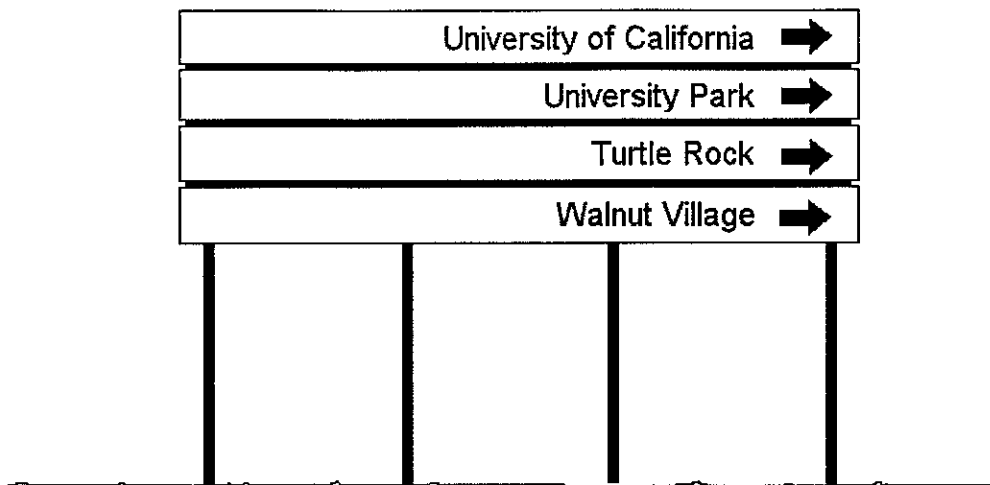 University of California
University Park
Turtle Rock
Walnut Village